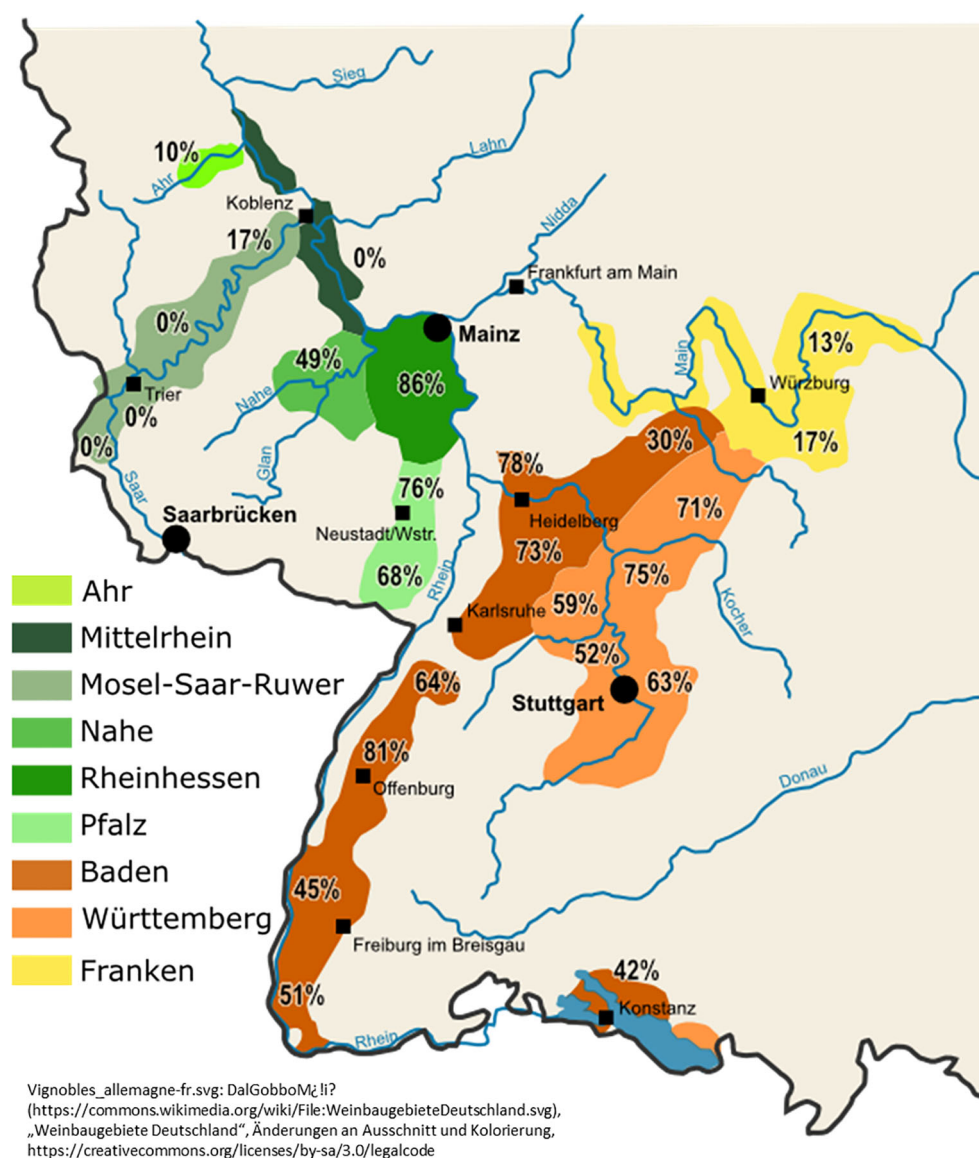 Sieg
10%
Ahr
Lahn
Koblenz
17%
Nidda
0%
Frankfurt am Main
0%
Mainz
Main
13%
49%
86%
Würzburg
Trier
Nahe
0%
30%
17%
0%
Glan
78%
Saar
76%
71%
Saarbrücken
Neustadt/Wstr.
Heidelberg
73%
68%
Rhein
75%
59%
Kocher
Karlsruhe
52%
64%
63%
Stuttgart
81%
Offenburg
Donau
45%
Freiburg im Breisgau
42%
51%
Konstanz
Rhein
Ahr
Mittelrhein
Mosel-Saar-Ruwer
Nahe
Rheinhessen
Pfalz
Baden
Württemberg
Franken
Vignobles_allemagne-fr.svg: DalGobboM¿!i?
(https://commons.wikimedia.org/wiki/File:WeinbaugebieteDeutschland.svg),
„Weinbaugebiete Deutschland“, Änderungen an Ausschnitt und Kolorierung,
https://creativecommons.org/licenses/by-sa/3.0/legalcode